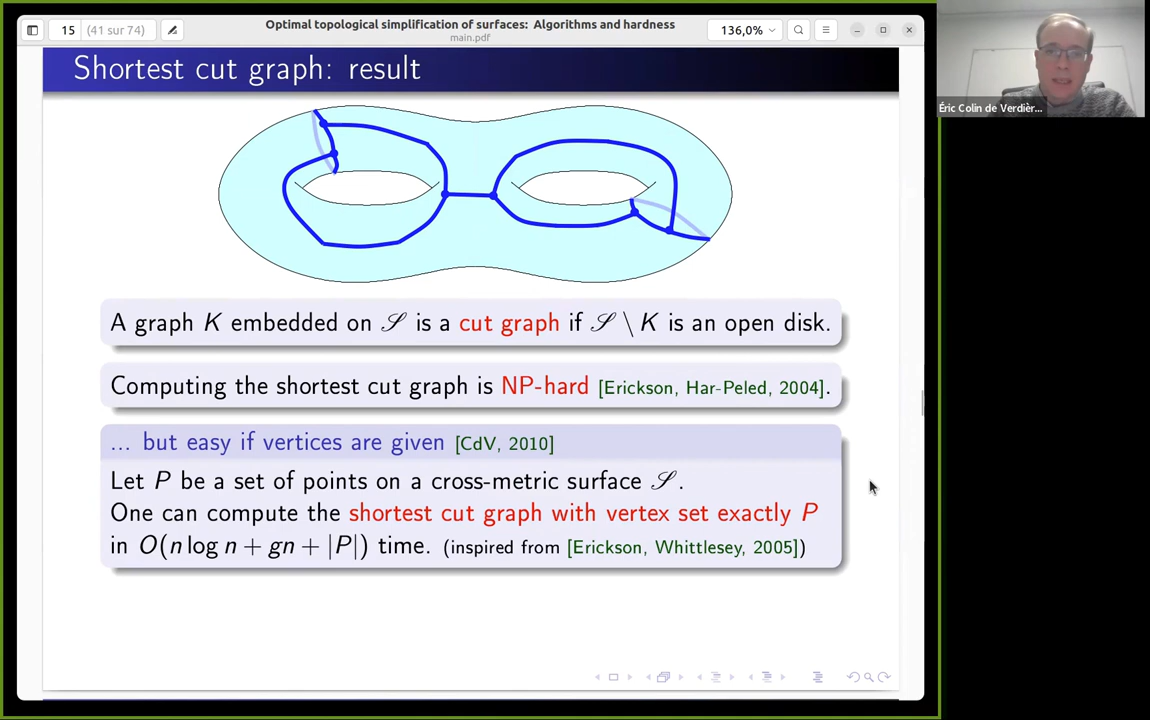 15 (41 sur 74)
Optimal topological simplification of surfaces: Algorithms and hardness
main.pdf
136,0%
Shortest cut graph: result
Éric Colin de Verdièr...
A graph K embedded on 𝒮 is a cut graph if 𝒮 \ K is an open disk.
Computing the shortest cut graph is NP-hard [Erickson, Har-Peled, 2004].
... but easy if vertices are given [CdV, 2010]
Let P be a set of points on a cross-metric surface 𝒮.
One can compute the shortest cut graph with vertex set exactly P
in O(n log n + gn + |P|) time. (inspired from [Erickson, Whittlesey, 2005])